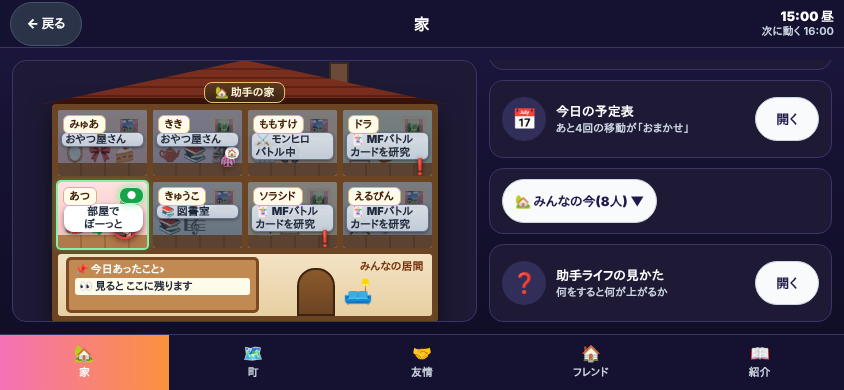 ← 戻る
家
15:00 昼
次に動く 16:00
🏡 助手の家
みゅあ
おやつ屋さん
きき
おやつ屋さん
ももすけ
⚔️ モンヒロ
バトル中
ドラ
🃏 MFバトル
カードを研究
❗
あつ
部屋で
ぼーっと
きゅうこ
📚 図書室
ソラシド
🃏 MFバトル
カードを研究
❗
えるぴん
🃏 MFバトル
カードを研究
📌 今日あったこと›
👀 見ると ここに残ります
みんなの居間
今日の予定表
あと4回の移動が「おまかせ」
開く
🏡 みんなの今(8人) ▼
❓
助手ライフの見かた
何をすると何が上がるか
開く
家
町
友情
フレンド
紹介